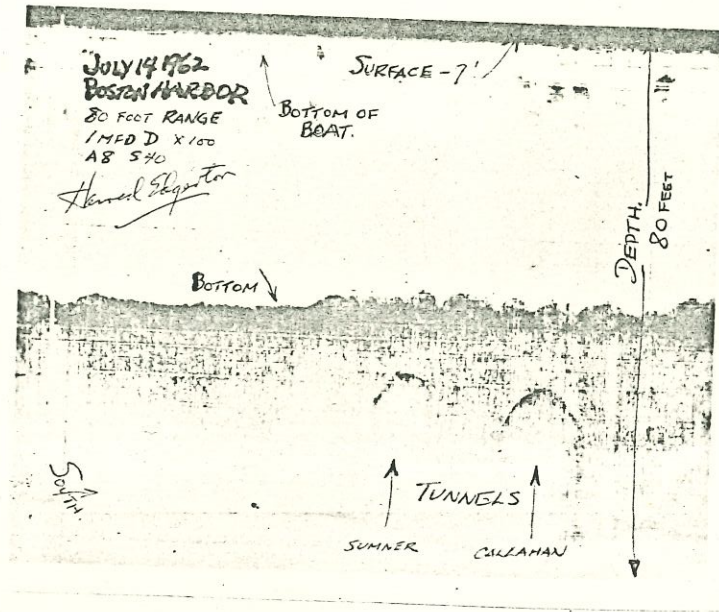 JULY 14 1962
BOSTON HARBOR
80 FOOT RANGE
1 MFD D X100
A8 S40
Harold Edgerton
SURFACE - 7'
BOTTOM OF
BOAT.
DEPTH.
80 FEET
BOTTOM
SOUTH.
TUNNELS
SUMNER
CALLAHAN